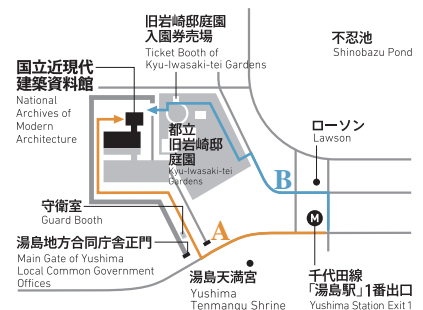 旧岩崎邸庭園
入園券売場
Ticket Booth of
Kyu-Iwasaki-tei Gardens
不忍池
Shinobazu Pond
国立近現代
建築資料館
National
Archives of
Modern
Architecture
都立
旧岩崎邸
庭園
Kyu-Iwasaki-tei
Gardens
ローソン
Lawson
B
守衛室
Guard Booth
A
M
湯島地方合同庁舎正門
Main Gate of Yushima
Local Common Government
Offices
湯島天満宮
Yushima
Tenmangu Shrine
千代田線
「湯島駅」1番出口
Yushima Station Exit 1